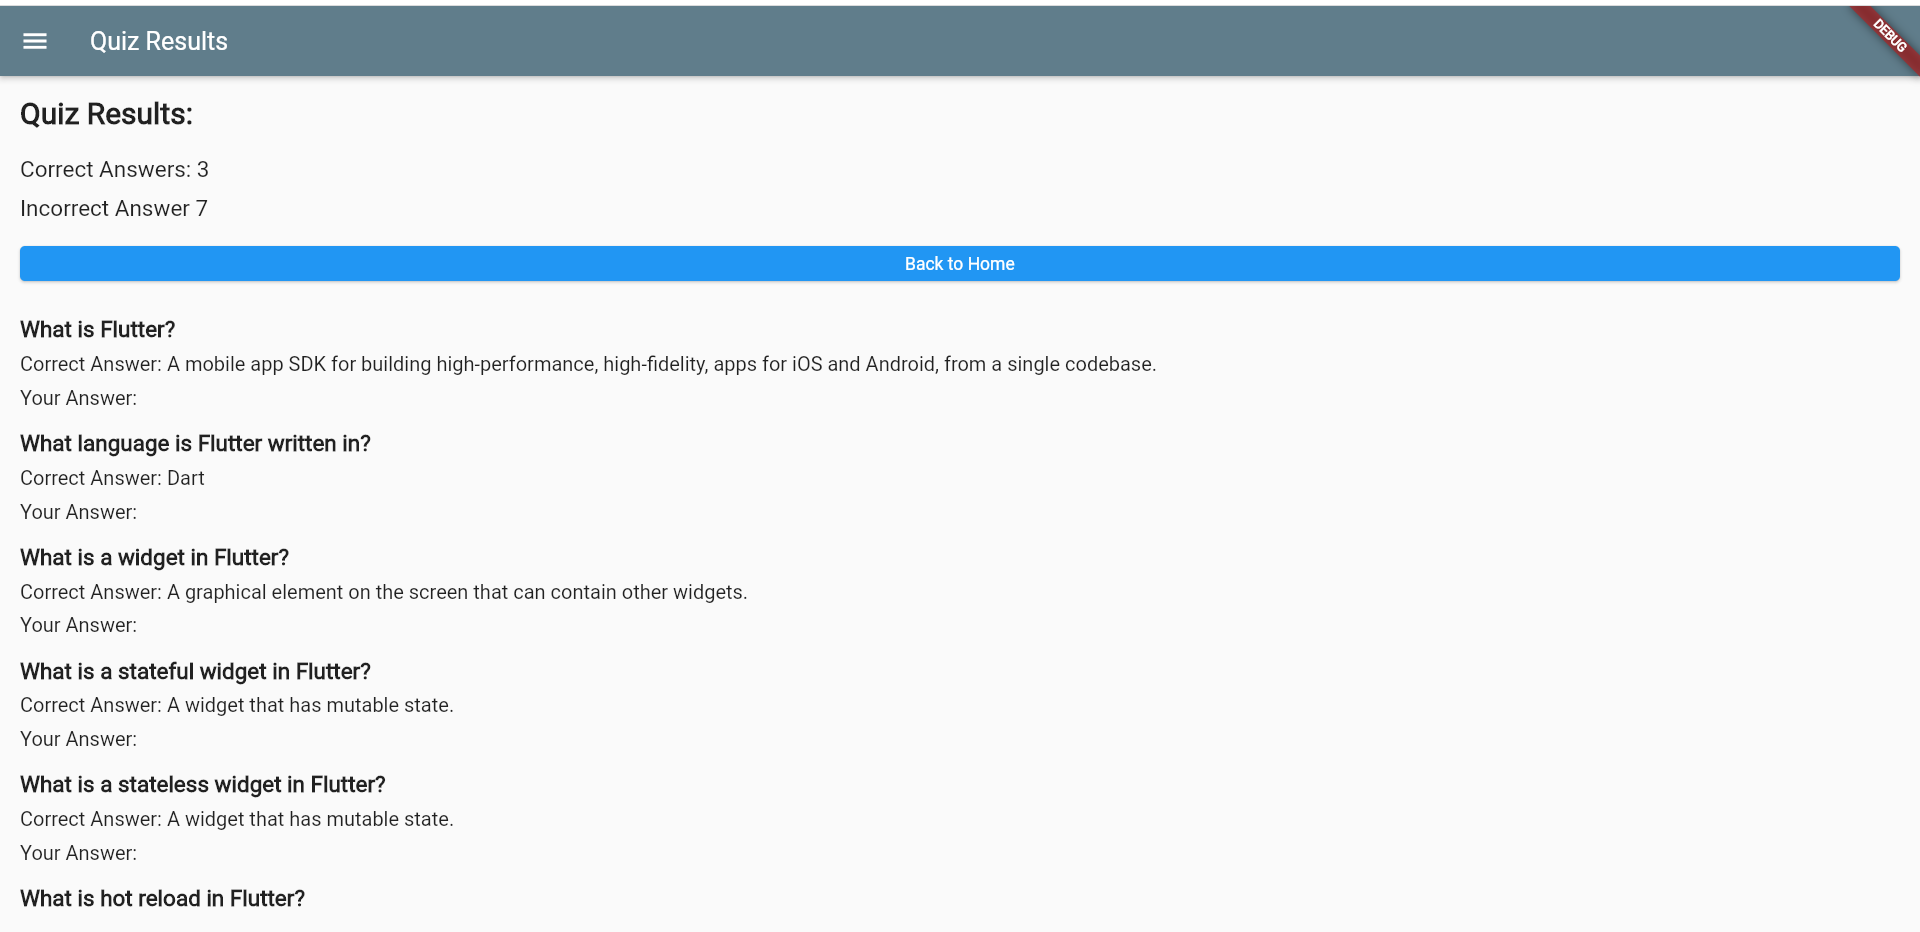 Quiz Results
DEBUG
Quiz Results:
Correct Answers: 3
Incorrect Answer 7
Back to Home
What is Flutter?
Correct Answer: A mobile app SDK for building high-performance, high-fidelity, apps for iOS and Android, from a single codebase.
Your Answer:
What language is Flutter written in?
Correct Answer: Dart
Your Answer:
What is a widget in Flutter?
Correct Answer: A graphical element on the screen that can contain other widgets.
Your Answer:
What is a stateful widget in Flutter?
Correct Answer: A widget that has mutable state.
Your Answer:
What is a stateless widget in Flutter?
Correct Answer: A widget that has mutable state.
Your Answer:
What is hot reload in Flutter?